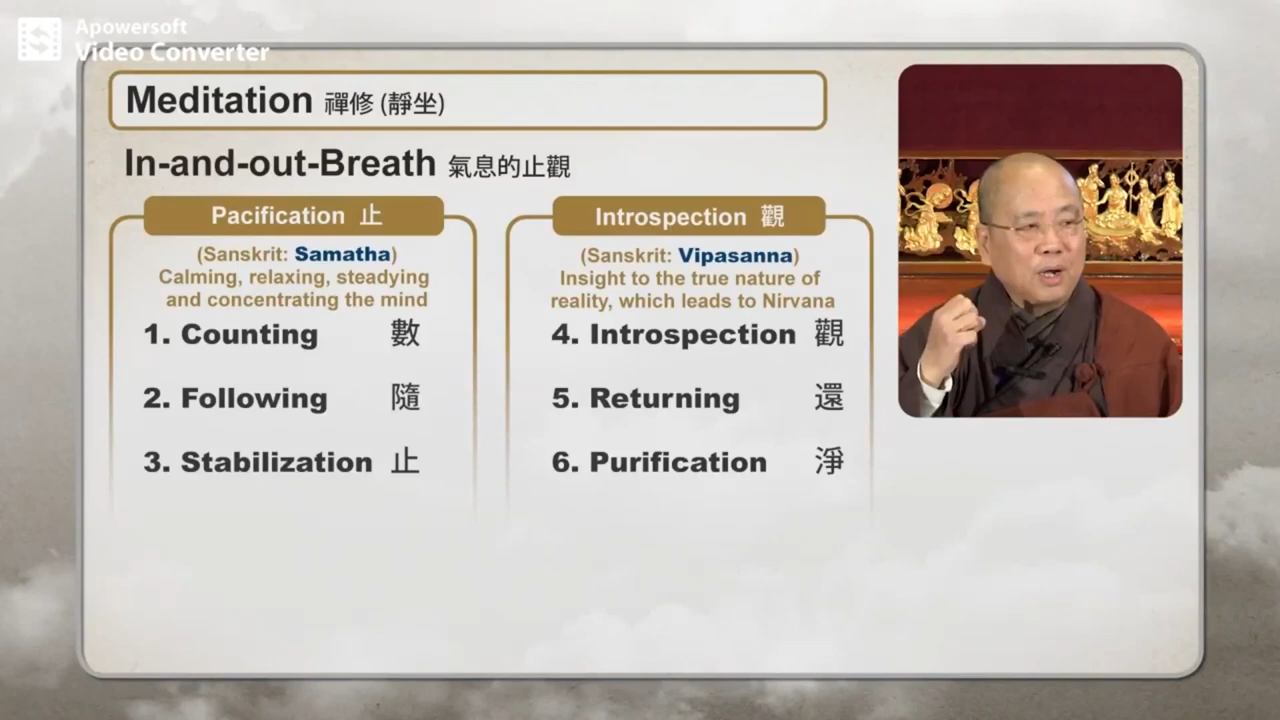 Apowersoft
Video Converter
Meditation 禪修 (靜坐)
In-and-out-Breath 氣息的止觀
Pacification 止
(Sanskrit: Samatha)
Calming, relaxing, steadying
and concentrating the mind
1. Counting 數
2. Following 隨
3. Stabilization 止
Introspection 觀
(Sanskrit: Vipasanna)
Insight to the true nature of
reality, which leads to Nirvana
4. Introspection 觀
5. Returning 還
6. Purification 淨